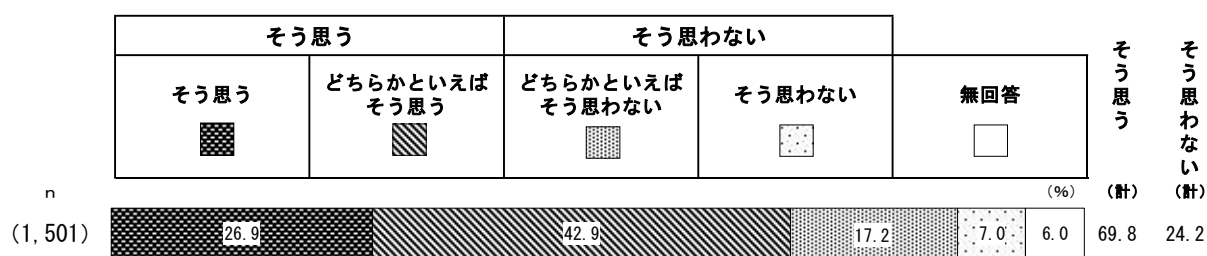 そう思う
そう思わない
そう思う
どちらかといえば
そう思う
どちらかといえば
そう思わない
そう思わない
無回答
そう思う
(計)
そう思わない
(計)
n
(%)
(1,501)
26.9
42.9
17.2
7.0
6.0
69.8
24.2